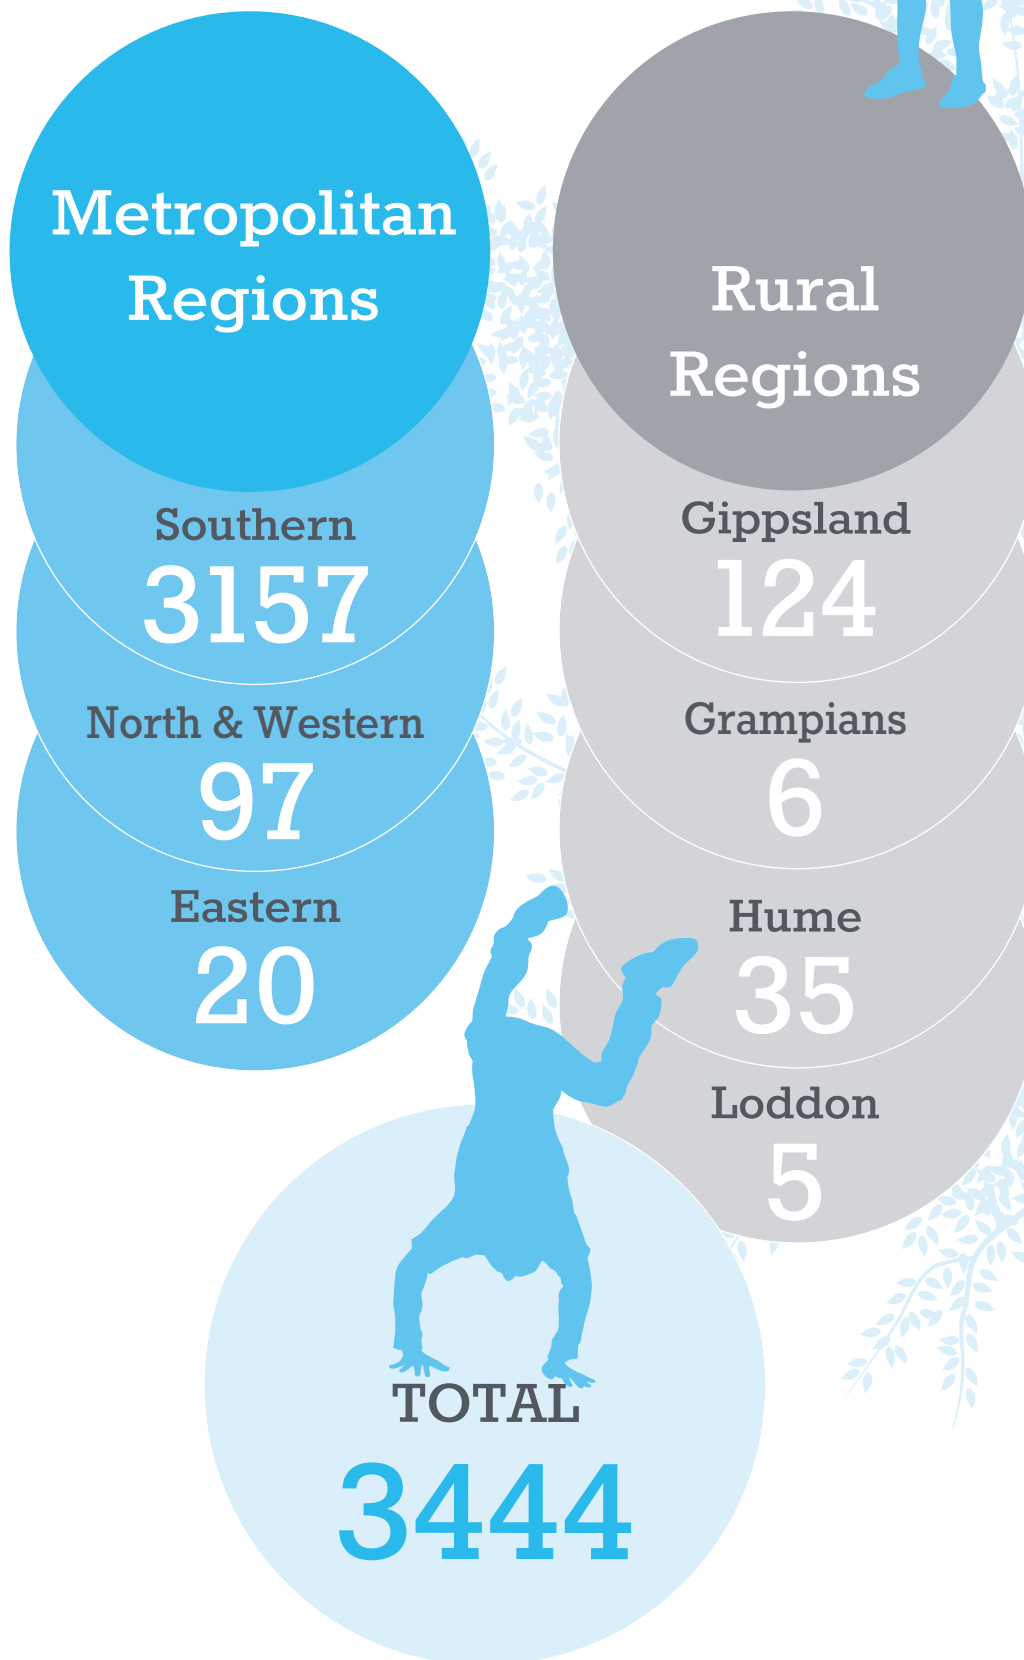 Metropolitan
Regions
Southern
3157
North & Western
97
Eastern
20
Rural
Regions
Gippsland
124
Grampians
6
Hume
35
Loddon
5
TOTAL
3444